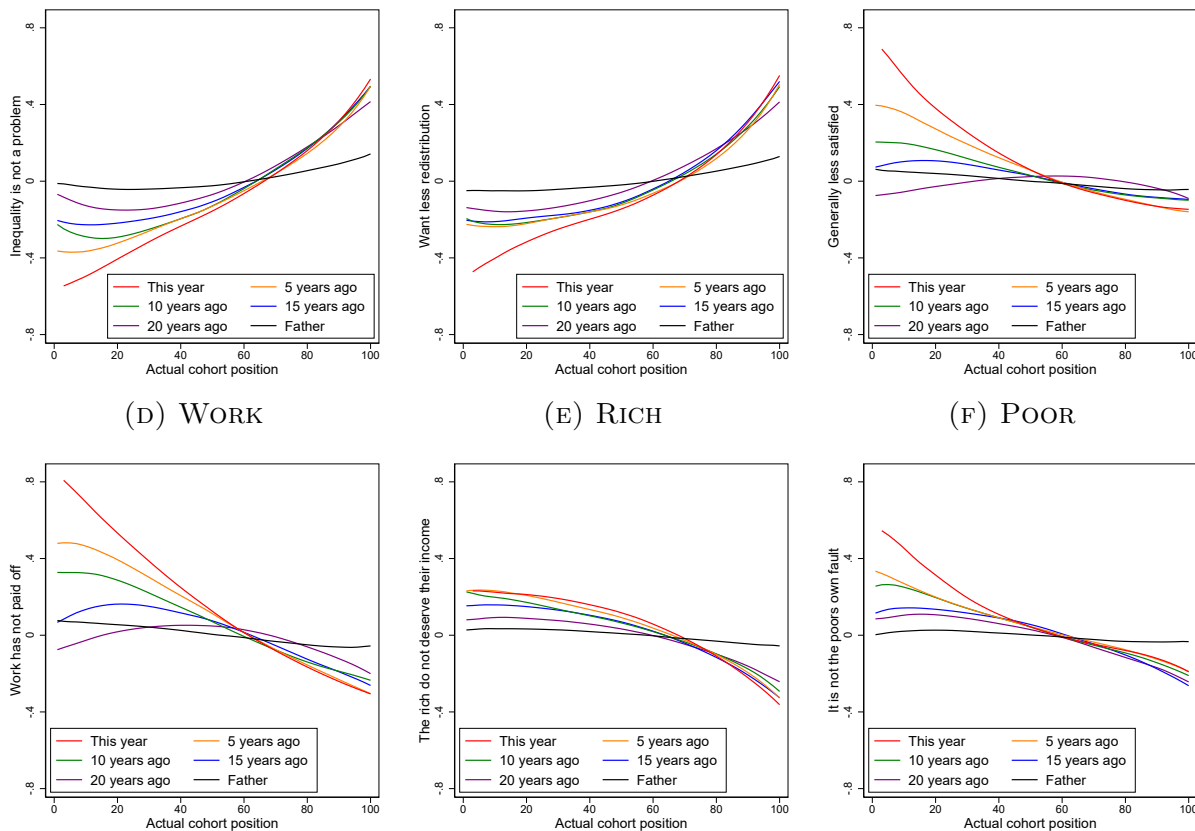 .8
.4
0
-.4
-.8
Inequality is not a problem
This year
5 years ago
10 years ago
15 years ago
20 years ago
Father
0 20 40 60 80 100
Actual cohort position
.8
.4
0
-.4
-.8
Want less redistribution
This year
5 years ago
10 years ago
15 years ago
20 years ago
Father
0 20 40 60 80 100
Actual cohort position
.8
.4
0
-.4
-.8
Generally less satisfied
This year
5 years ago
10 years ago
15 years ago
20 years ago
Father
0 20 40 60 80 100
Actual cohort position
(D) WORK
(E) RICH
(F) POOR
.8
.4
0
-.4
-.8
Work has not paid off
This year
5 years ago
10 years ago
15 years ago
20 years ago
Father
0 20 40 60 80 100
Actual cohort position
.8
.4
0
-.4
-.8
The rich do not deserve their income
This year
5 years ago
10 years ago
15 years ago
20 years ago
Father
0 20 40 60 80 100
Actual cohort position
.8
.4
0
-.4
-.8
It is not the poors own fault
This year
5 years ago
10 years ago
15 years ago
20 years ago
Father
0 20 40 60 80 100
Actual cohort position